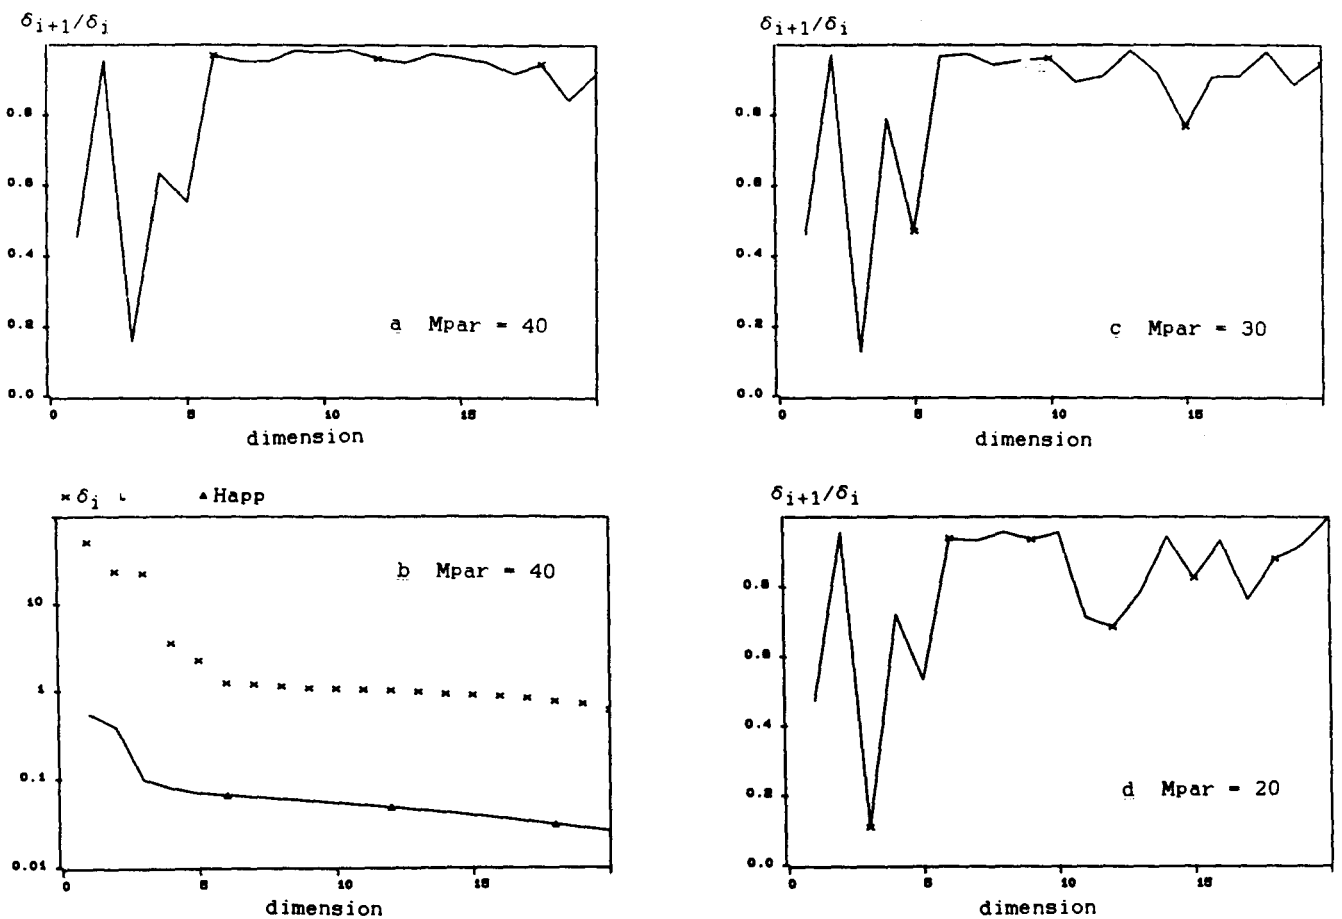 δi+1/δi
0.8
0.6
0.4
0.2
0.0
0 5 10 15
dimension
a Mpar = 40
δi+1/δi
0.8
0.6
0.4
0.2
0.0
0 5 10 15
dimension
c Mpar = 30
× δi ▲ Happ
10
1
0.1
0.01
0 5 10 15
dimension
b Mpar = 40
δi+1/δi
0.8
0.6
0.4
0.2
0.0
0 5 10 15
dimension
d Mpar = 20